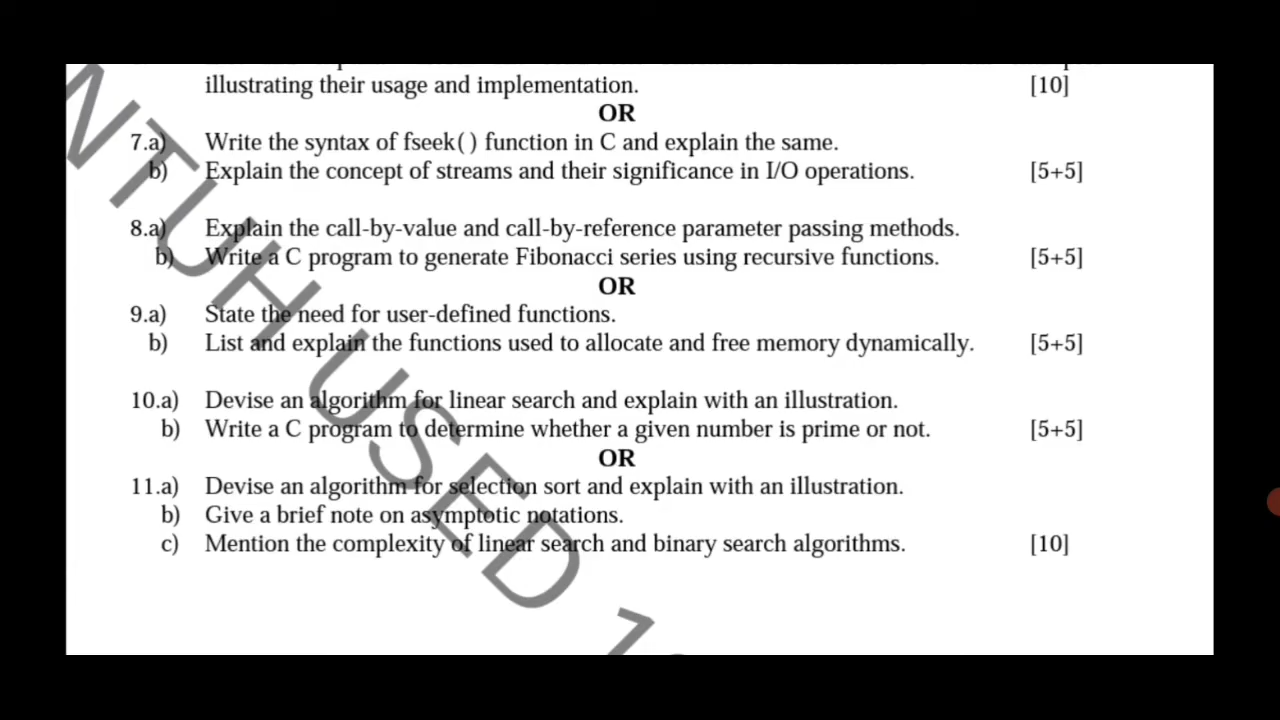 illustrating their usage and implementation. [10]
OR
7.a) Write the syntax of fseek( ) function in C and explain the same.
b) Explain the concept of streams and their significance in I/O operations. [5+5]
8.a) Explain the call-by-value and call-by-reference parameter passing methods.
b) Write a C program to generate Fibonacci series using recursive functions. [5+5]
OR
9.a) State the need for user-defined functions.
b) List and explain the functions used to allocate and free memory dynamically. [5+5]
10.a) Devise an algorithm for linear search and explain with an illustration.
b) Write a C program to determine whether a given number is prime or not. [5+5]
OR
11.a) Devise an algorithm for selection sort and explain with an illustration.
b) Give a brief note on asymptotic notations.
c) Mention the complexity of linear search and binary search algorithms. [10]
NTUH USED